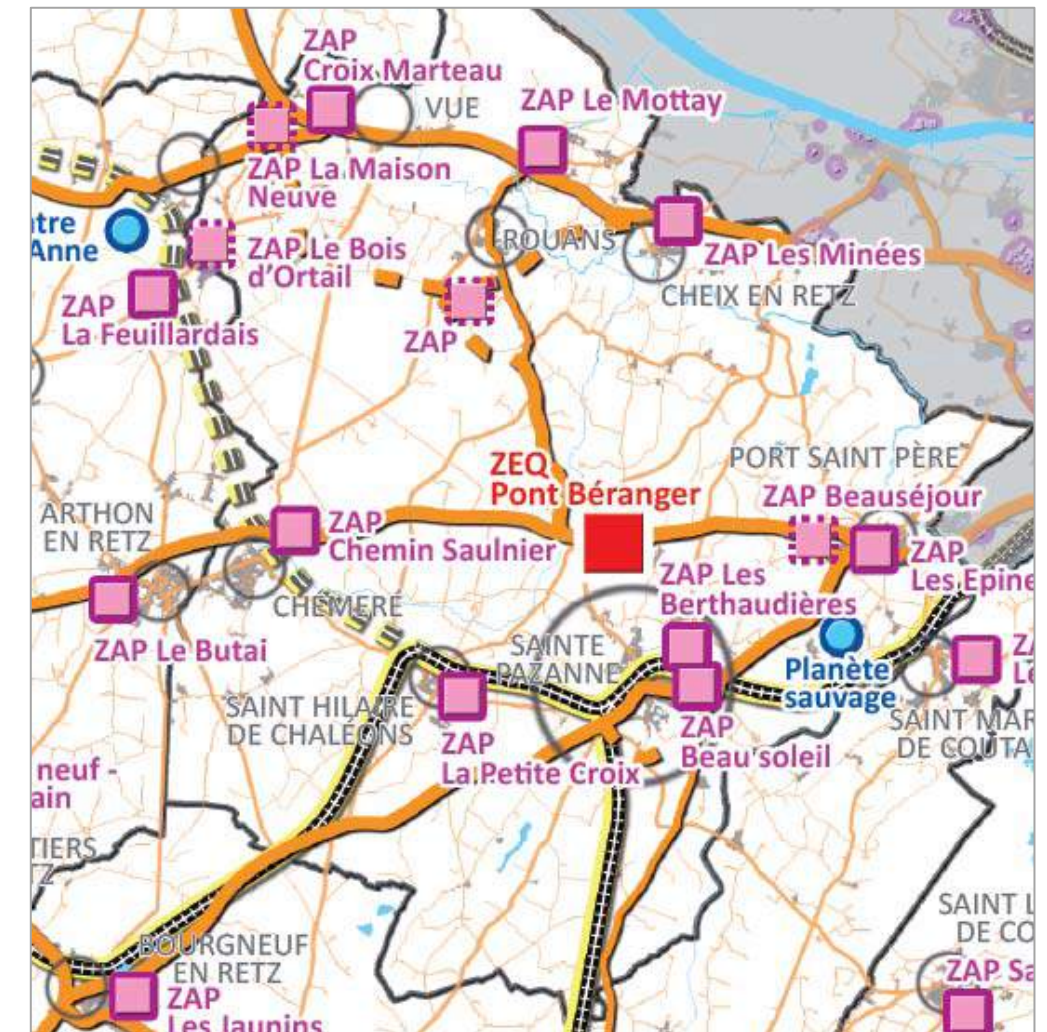 ZAP
Croix Marteau
VUE
ZAP Le Mottay
ZAP La Maison
Neuve
ntre
Anne
ZAP Le Bois
d'Ortail
ROUANS
ZAP Les Minées
CHEIX EN RETZ
ZAP
La Feuillardais
ZAP
ZEQ
Pont Béranger
PORT SAINT PÈRE
ZAP Beauséjour
ARTHON
EN RETZ
ZAP
Chemin Saulnier
ZAP
Les Epine
ZAP Les
Berthaudières
CHÉMÉRÉ
ZAP Le Butai
SAINTE
PAZANNE
Planète
sauvage
SAINT HILAIRE
DE CHALÉONS
ZAP
La Petite Croix
ZAP
Beau soleil
SAINT MAR
DE COUTA
neuf -
ain
TIERS
TZ
BOURGNEUF
EN RETZ
ZAP
Les Jaunins
SAINT L
DE CO
ZAP Sa